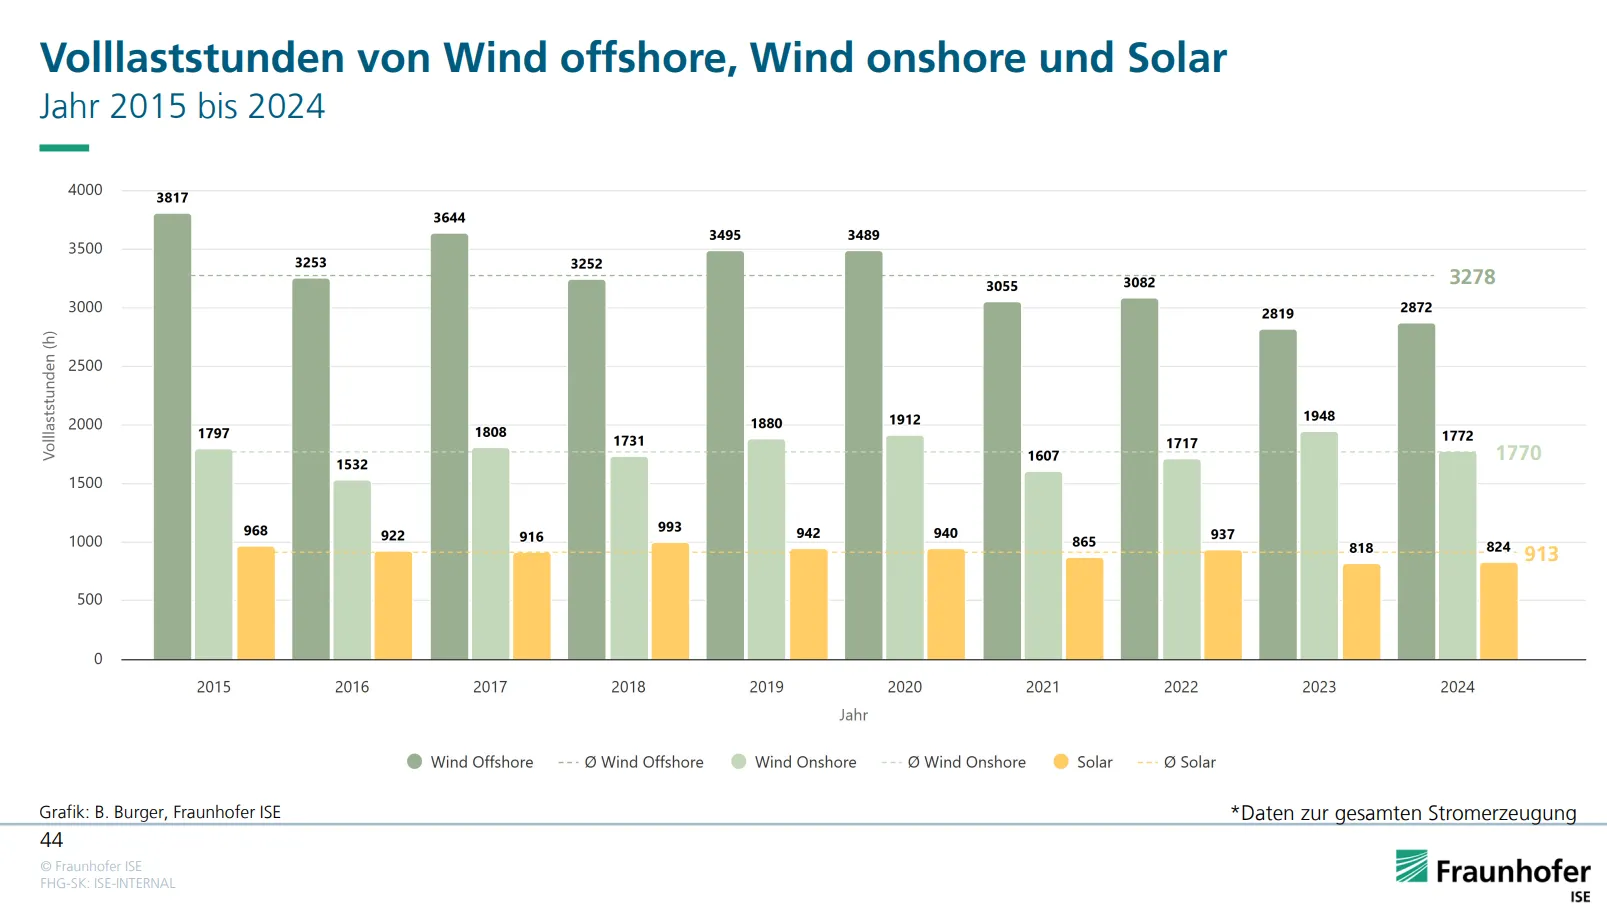 Volllaststunden von Wind offshore, Wind onshore und Solar
Jahr 2015 bis 2024
Volllaststunden (h)
4000
3500
3000
2500
2000
1500
1000
500
0
3817 1797 968
3253 1532 922
3644 1808 916
3252 1731 993
3495 1880 942
3489 1912 940
3055 1607 865
3082 1717 937
2819 1948 818
2872 1772 824
3278
1770
913
2015 2016 2017 2018 2019 2020 2021 2022 2023 2024
Jahr
Wind Offshore Ø Wind Offshore Wind Onshore Ø Wind Onshore Solar Ø Solar
Grafik: B. Burger, Fraunhofer ISE
*Daten zur gesamten Stromerzeugung
44
© Fraunhofer ISE
FHG-SK: ISE-INTERNAL
Fraunhofer
ISE